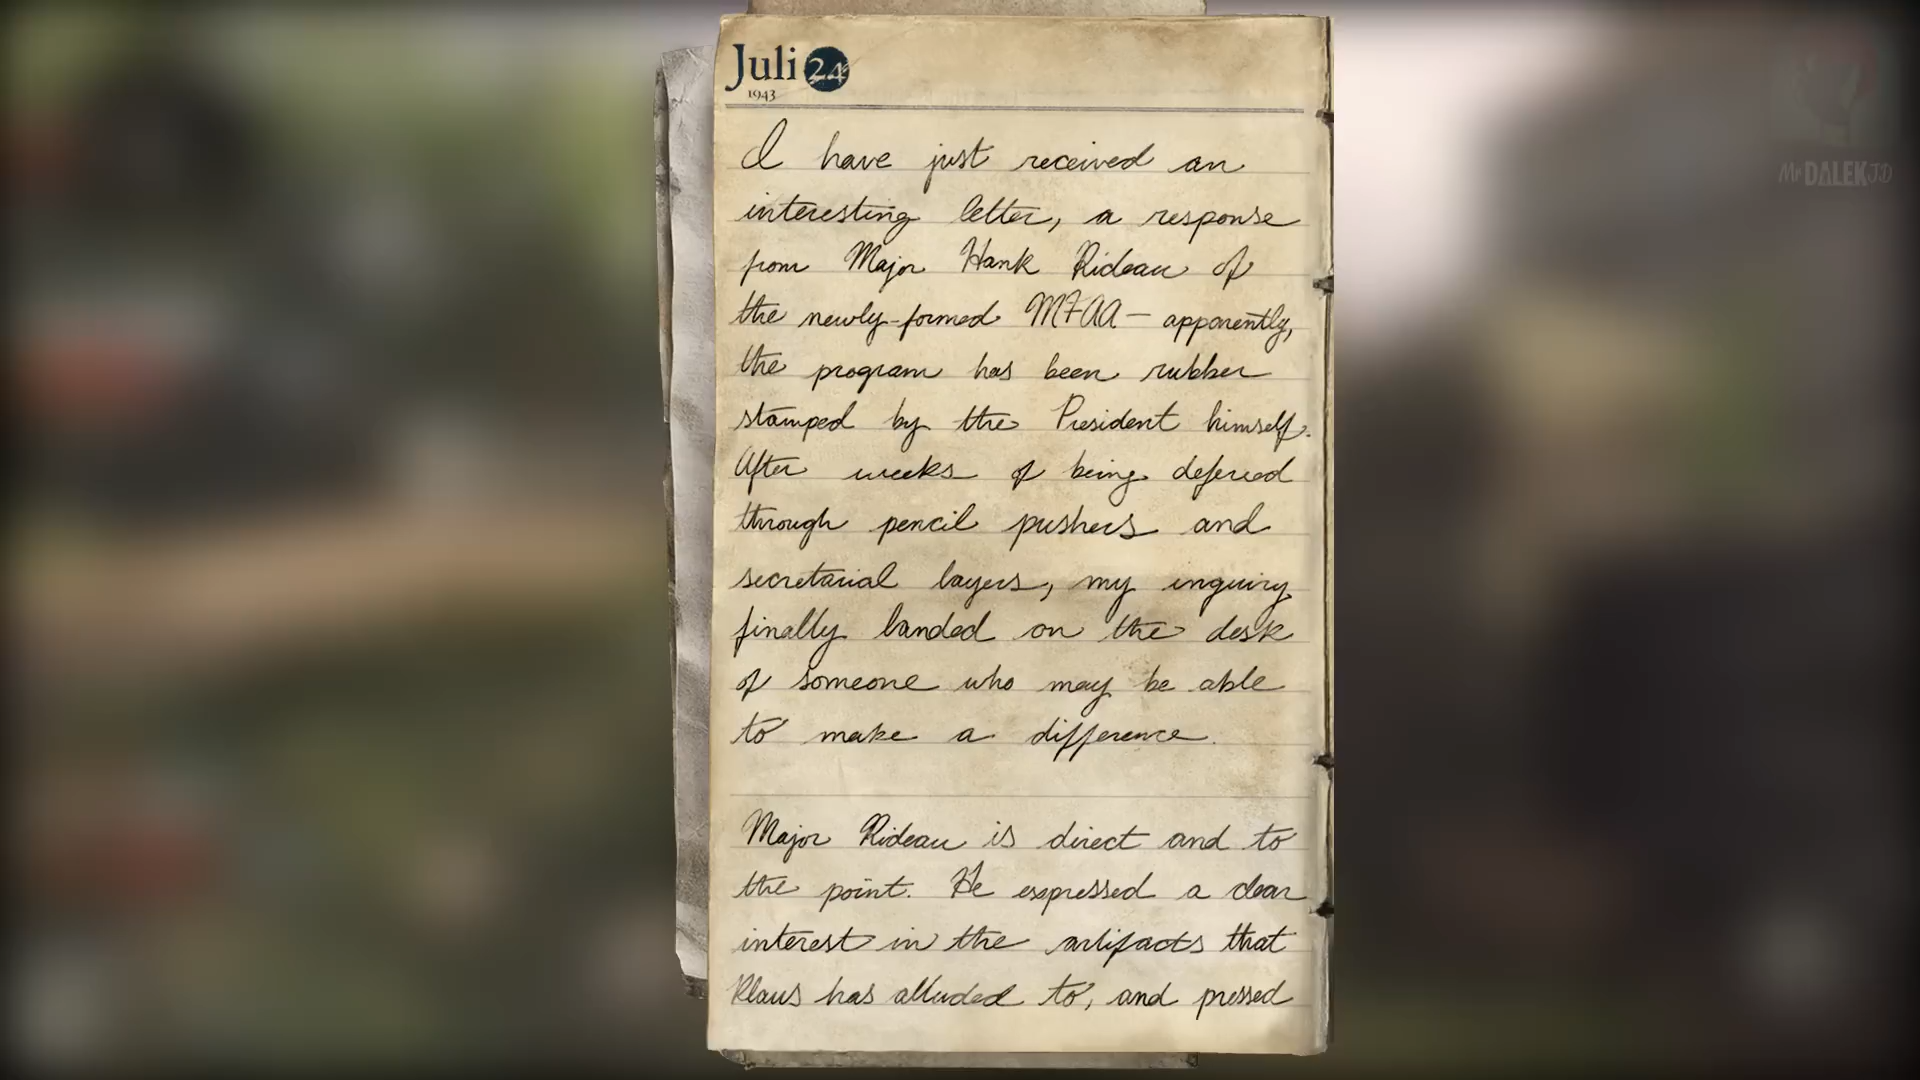 Juli 24
1943
I have just received an
interesting letter, a response
from Major Hank Rideau of
the newly-formed MFAA — apparently,
the program has been rubber
stamped by the President himself.
After weeks of being deferred
through pencil pushers and
secretarial layers, my inquiry
finally landed on the desk
of someone who may be able
to make a difference.
Major Rideau is direct and to
the point. He expressed a clear
interest in the artifacts that
Klaus has alluded to, and pressed
Mr DALEKJD